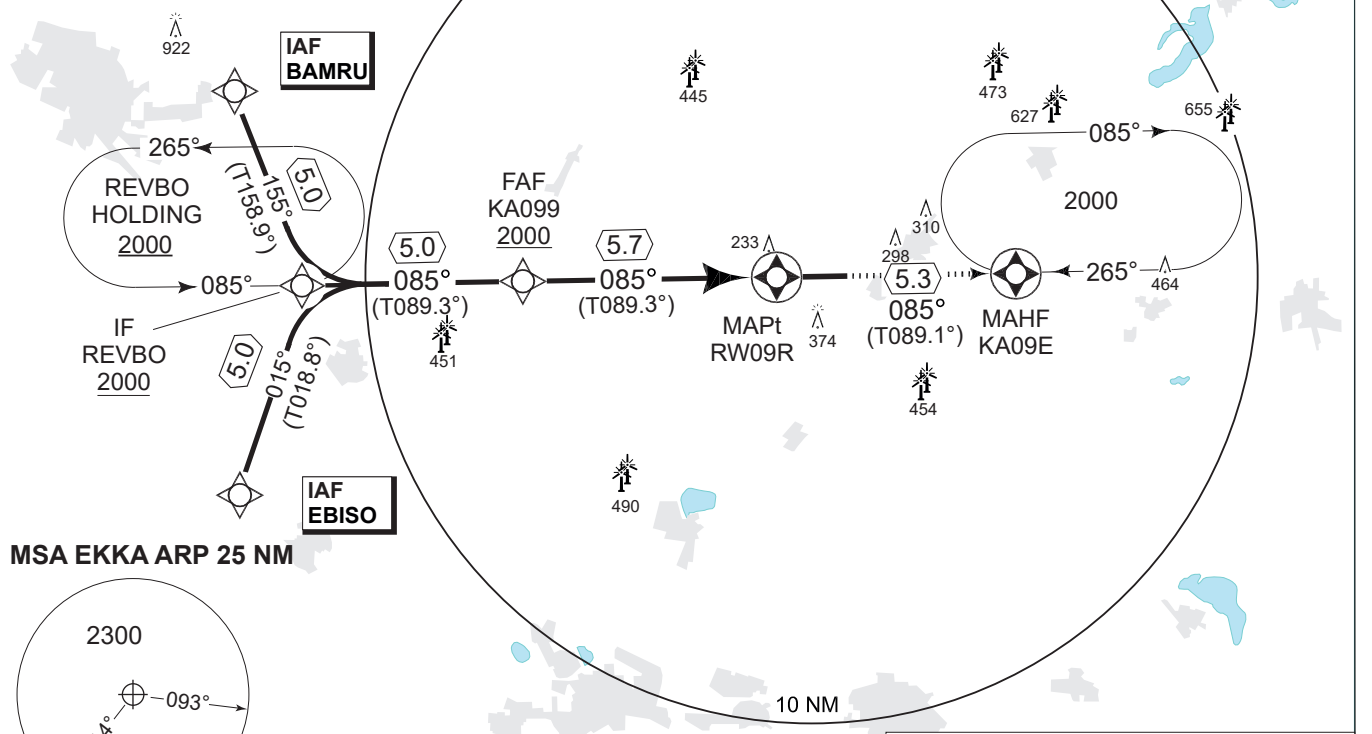 922
IAF
BAMRU
445
473
627
655
265°
085°
REVBO
HOLDING
2000
155°
(T158.9°)
5.0
FAF
KA099
2000
2000
310
233
298
5.0
085°
(T089.3°)
5.7
085°
(T089.3°)
5.3
085°
(T089.1°)
265°
464
085°
IF
REVBO
2000
MAPt
RW09R
374
MAHF
KA09E
451
5.0
015°
(T018.8°)
454
490
IAF
EBISO
MSA EKKA ARP 25 NM
2300
093°
4°
10 NM